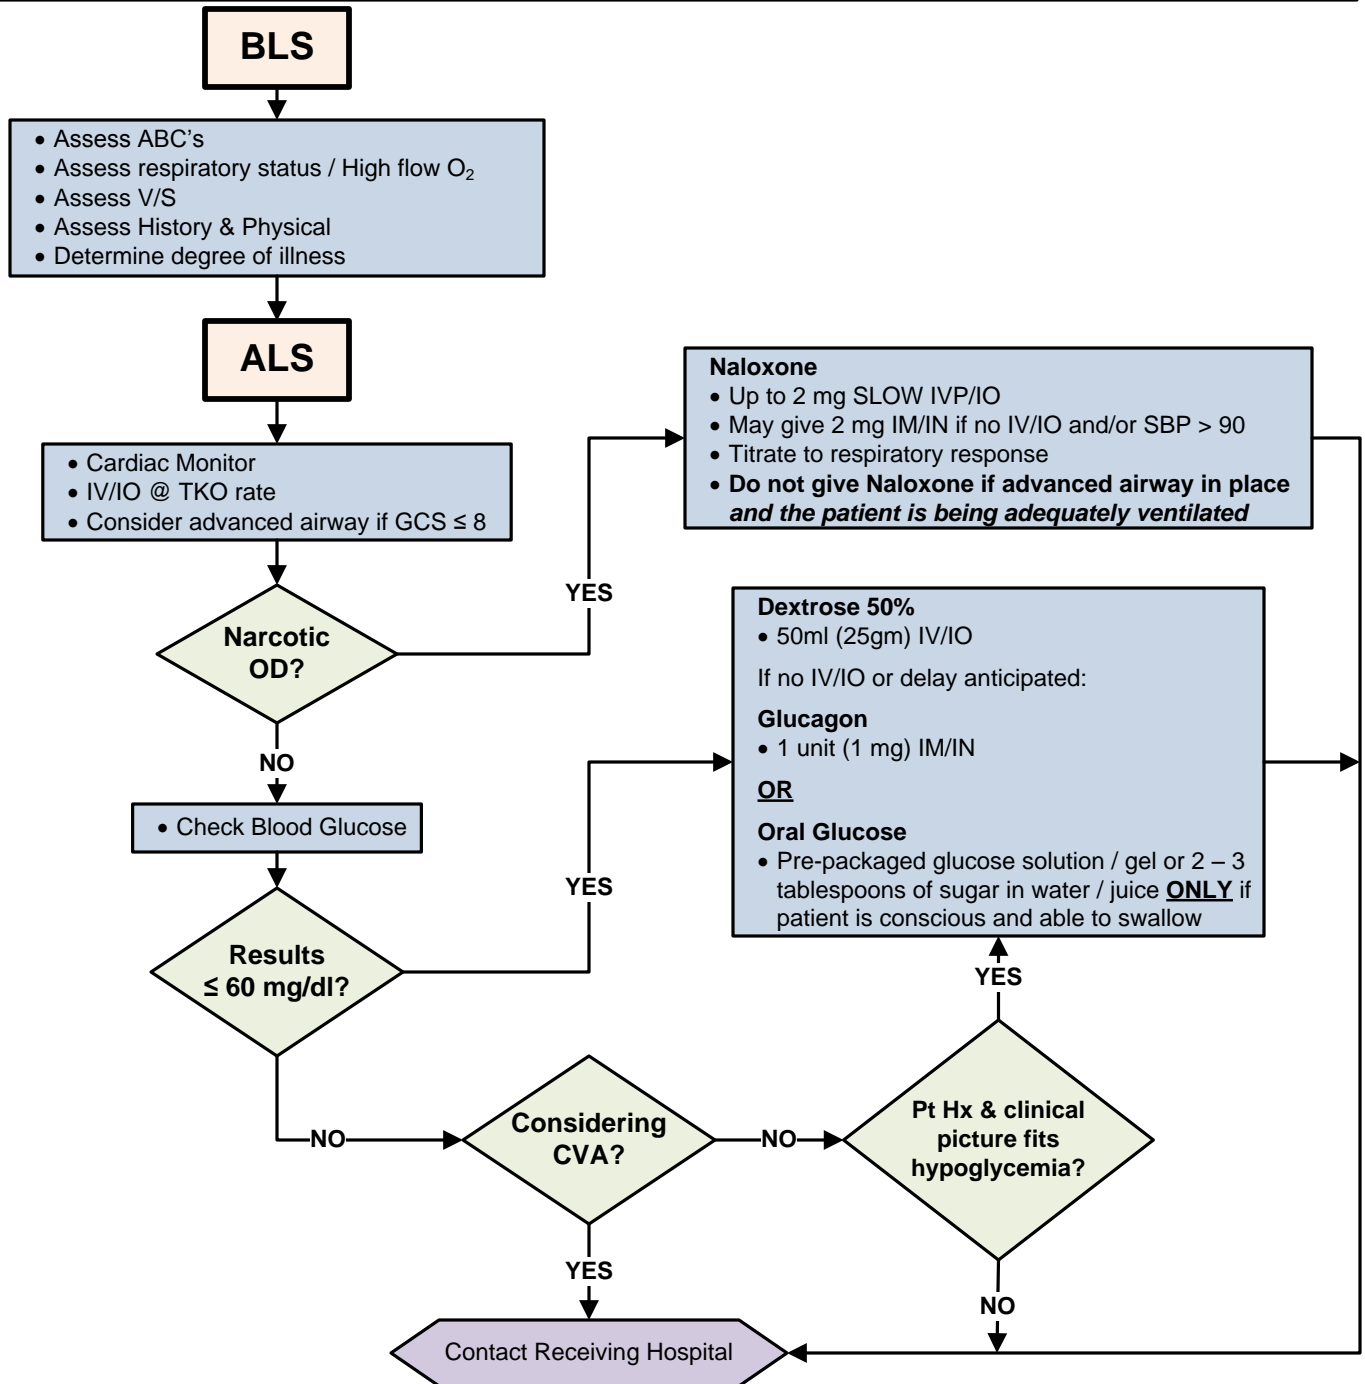 BLS
• Assess ABC's
• Assess respiratory status / High flow O₂
• Assess V/S
• Assess History & Physical
• Determine degree of illness
ALS
• Cardiac Monitor
• IV/IO @ TKO rate
• Consider advanced airway if GCS ≤ 8
Narcotic
OD?
YES
Naloxone
• Up to 2 mg SLOW IVP/IO
• May give 2 mg IM/IN if no IV/IO and/or SBP > 90
• Titrate to respiratory response
• Do not give Naloxone if advanced airway in place
and the patient is being adequately ventilated
NO
• Check Blood Glucose
Results
≤ 60 mg/dl?
YES
Dextrose 50%
• 50ml (25gm) IV/IO
If no IV/IO or delay anticipated:
Glucagon
• 1 unit (1 mg) IM/IN
OR
Oral Glucose
• Pre-packaged glucose solution / gel or 2 – 3
tablespoons of sugar in water / juice ONLY if
patient is conscious and able to swallow
NO
Considering
CVA?
NO
Pt Hx & clinical
picture fits
hypoglycemia?
YES
YES
NO
Contact Receiving Hospital